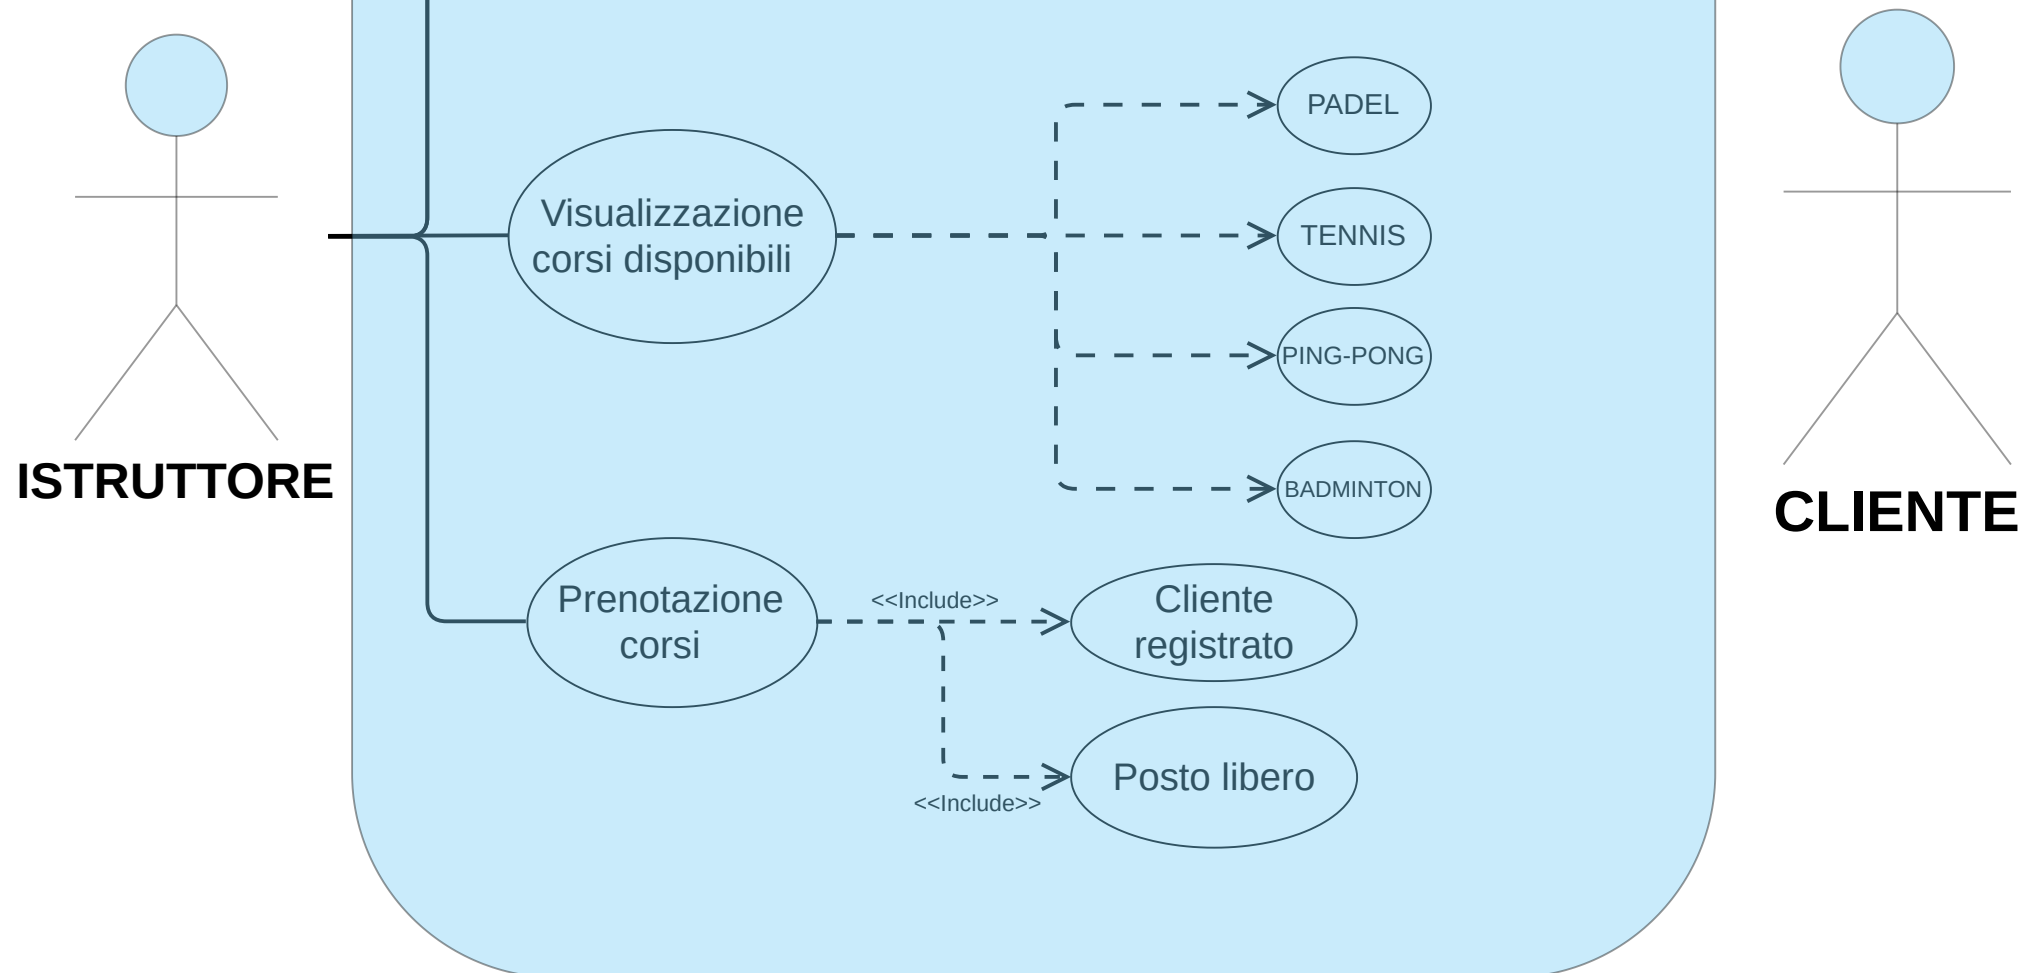 PADEL
Visualizzazione
corsi disponibili
TENNIS
PING-PONG
BADMINTON
ISTRUTTORE
CLIENTE
Prenotazione
corsi
<<Include>>
Cliente
registrato
Posto libero
<<Include>>